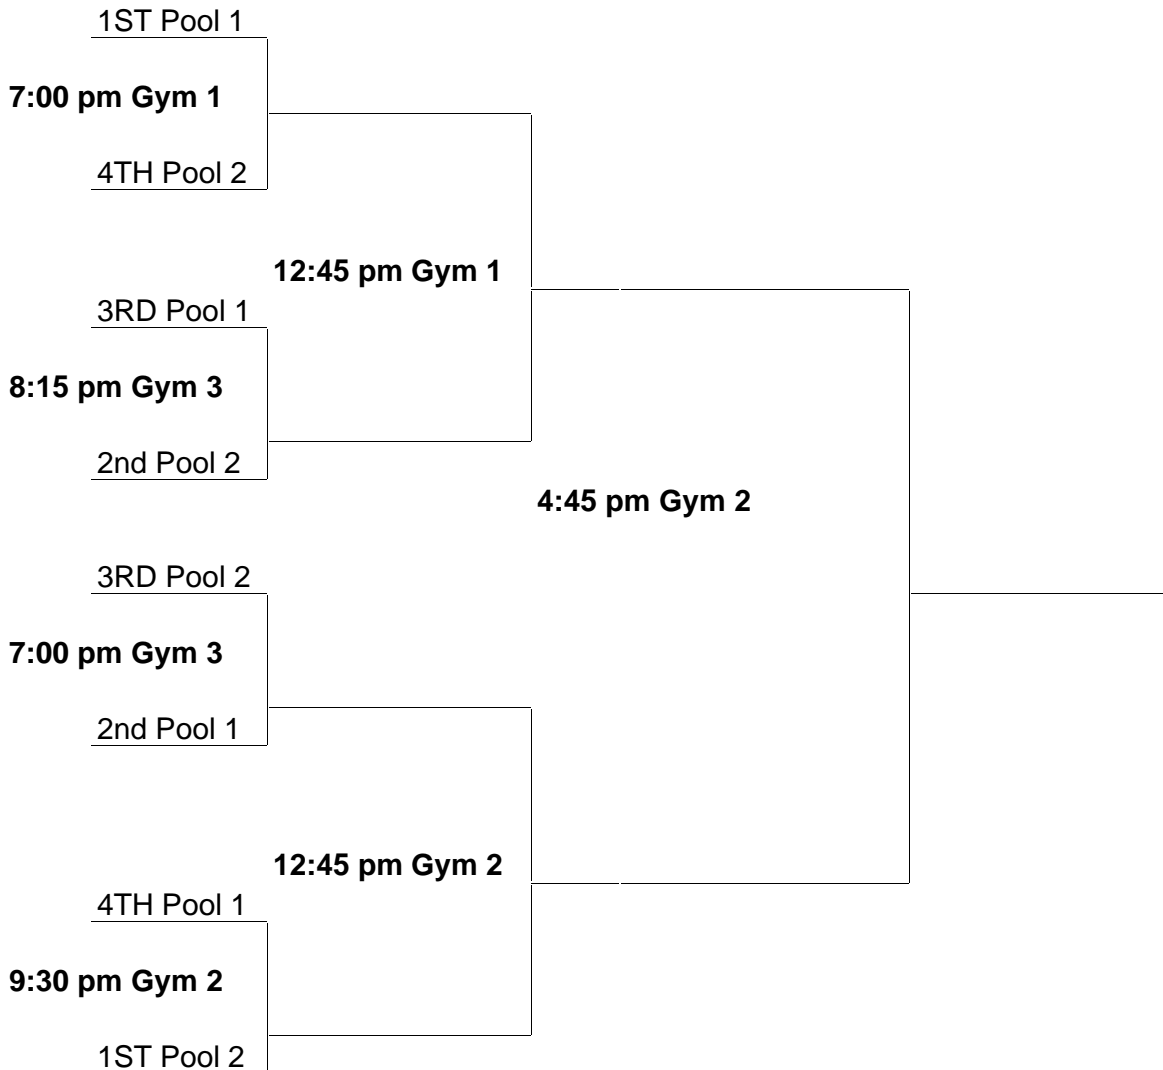 1ST Pool 1
7:00 pm Gym 1
4TH Pool 2
12:45 pm Gym 1
3RD Pool 1
8:15 pm Gym 3
2nd Pool 2
4:45 pm Gym 2
3RD Pool 2
7:00 pm Gym 3
2nd Pool 1
12:45 pm Gym 2
4TH Pool 1
9:30 pm Gym 2
1ST Pool 2